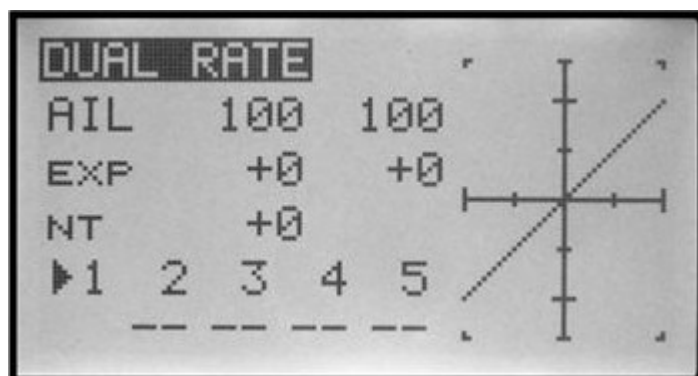 DUAL RATE
AIL 100 100
EXP +0 +0
NT +0
▶1 2 3 4 5
-- -- -- --